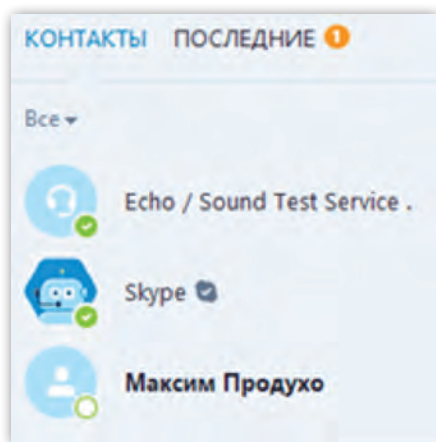 КОНТАКТЫ ПОСЛЕДНИЕ 1
Все
Echo / Sound Test Service .
Skype
Максим Продухо